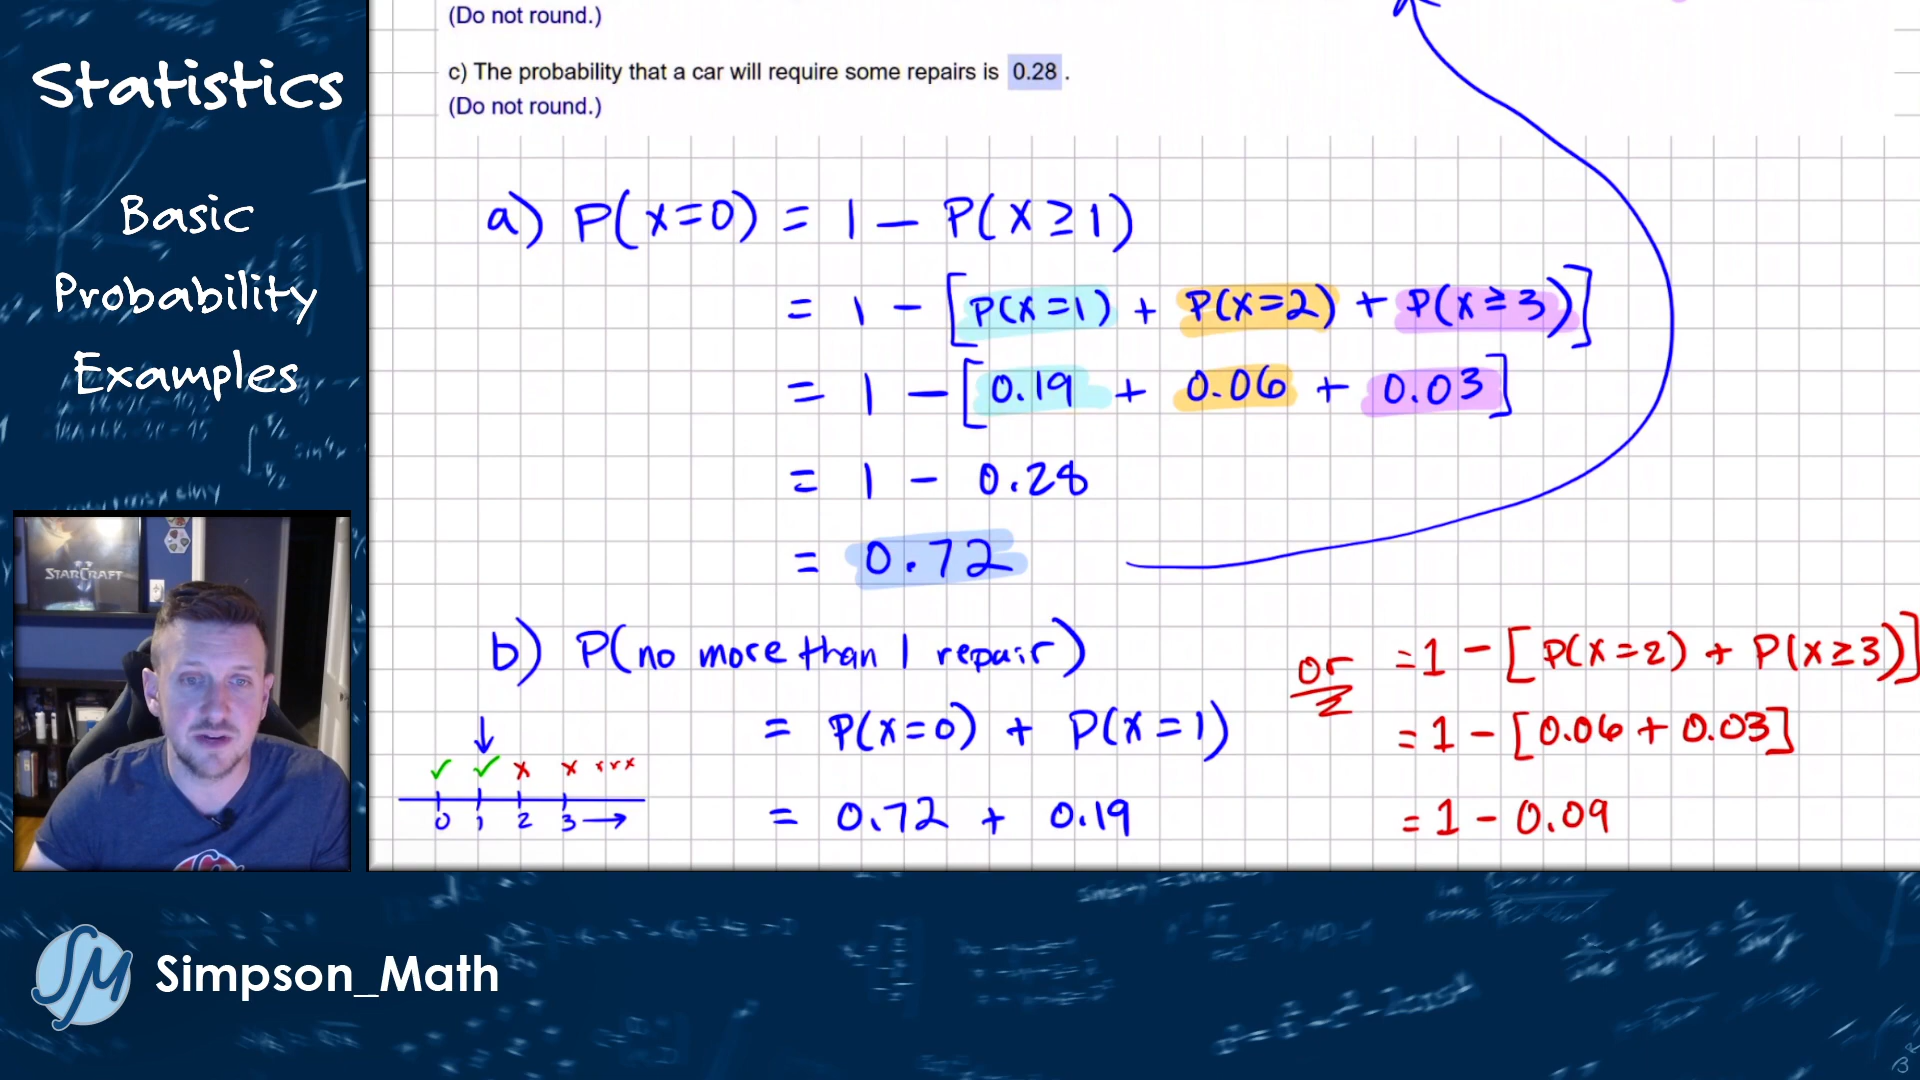 Statistics
Basic
Probability
Examples
STARCRAFT
(Do not round.)
c) The probability that a car will require some repairs is 0.28 .
(Do not round.)
a) P(x=0) = 1 − P(x≥1)
= 1 − [P(x=1) + P(x=2) + P(x≥3)]
= 1 − [0.19 + 0.06 + 0.03]
= 1 − 0.28
= 0.72
b) P(no more than 1 repair)
= P(x=0) + P(x=1)
= 0.72 + 0.19
or = 1 − [P(x=2) + P(x≥3)]
= 1 − [0.06 + 0.03]
= 1 − 0.09
✓ ✓ x x x x x
0 1 2 3 →
SM Simpson_Math